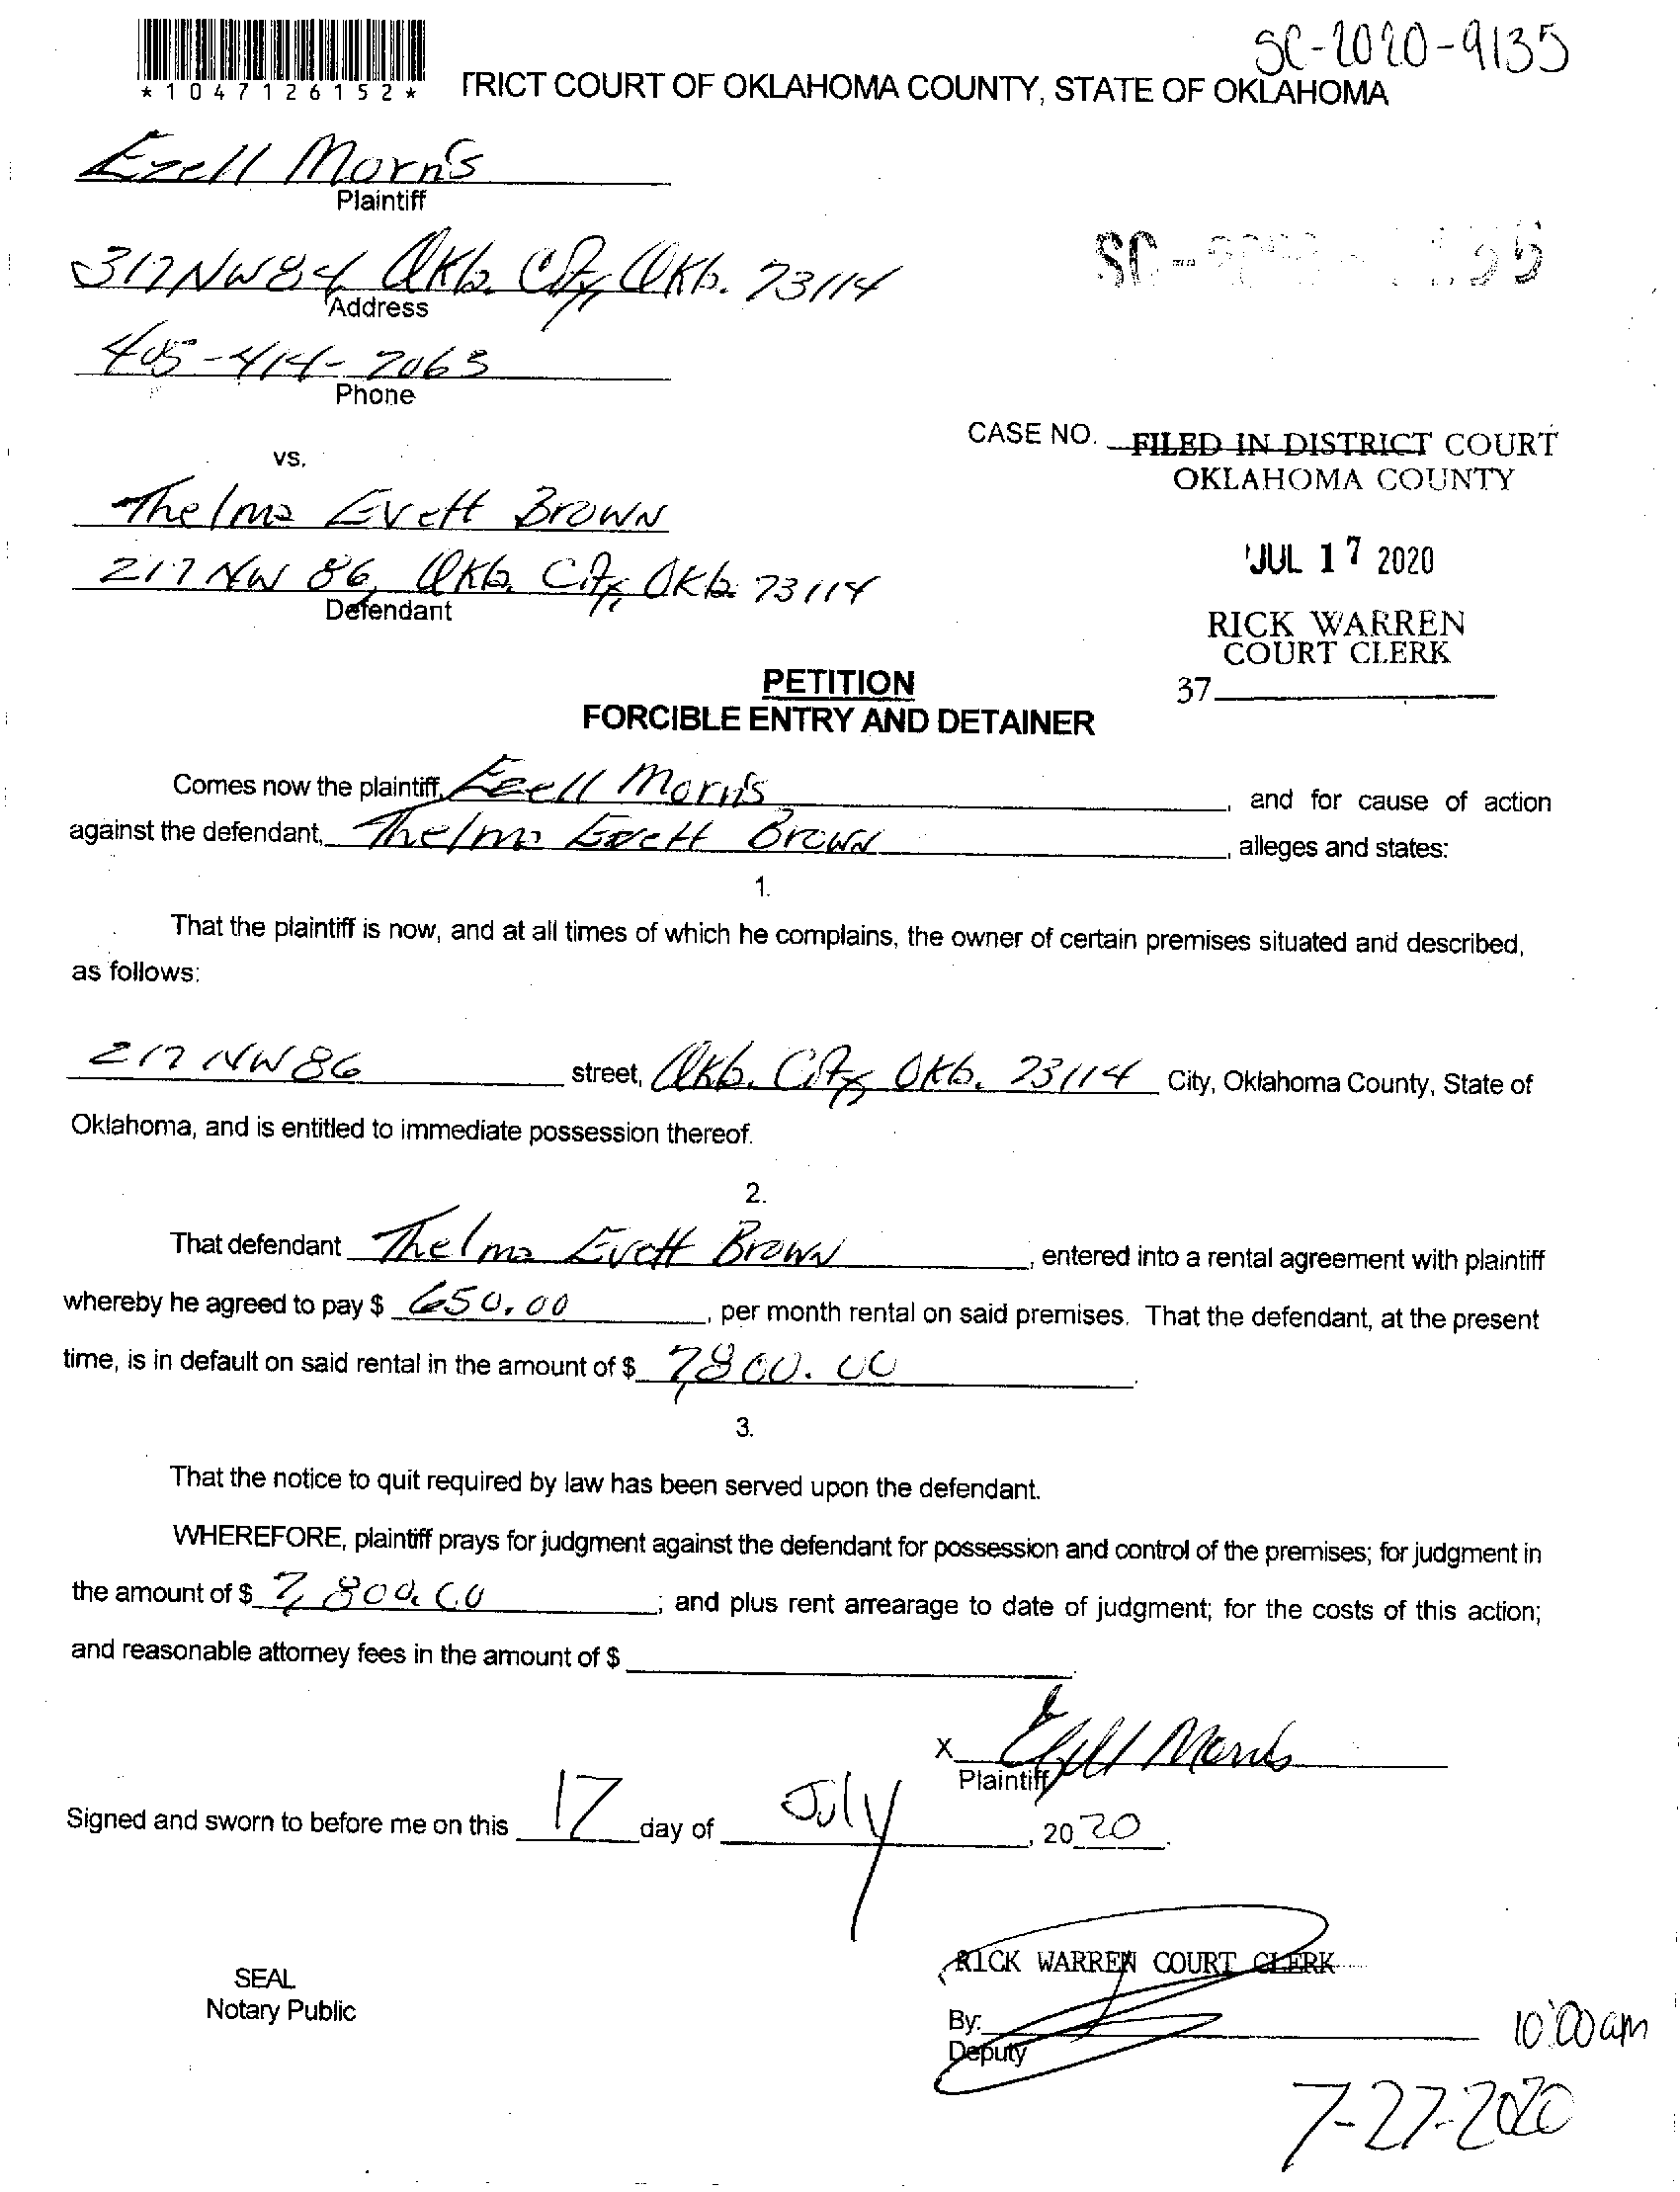 SC-2020-9135
*1047126152*
TRICT COURT OF OKLAHOMA COUNTY, STATE OF OKLAHOMA
Ezell Morris
Plaintiff
317 NW 84 Okla. City, Okla. 73114
Address
SC-
405-414-7063
Phone
CASE NO. FILED IN DISTRICT COURT
OKLAHOMA COUNTY
vs.
Thelma Evett Brown
217 NW 86, Okla. City, Okla. 73114
Defendant
JUL 17 2020
RICK WARREN
COURT CLERK
37
PETITION
FORCIBLE ENTRY AND DETAINER
Comes now the plaintiff, Ezell Morris, and for cause of action
against the defendant, Thelma Evett Brown, alleges and states:
1.
That the plaintiff is now, and at all times of which he complains, the owner of certain premises situated and described,
as follows:
217 NW 86 street, Okla. City, Okla. 73114 City, Oklahoma County, State of
Oklahoma, and is entitled to immediate possession thereof.
2.
That defendant Thelma Evett Brown, entered into a rental agreement with plaintiff
whereby he agreed to pay $ 650.00, per month rental on said premises. That the defendant, at the present
time, is in default on said rental in the amount of $ 7,800.00.
3.
That the notice to quit required by law has been served upon the defendant.
WHEREFORE, plaintiff prays for judgment against the defendant for possession and control of the premises; for judgment in
the amount of $ 7,800.00; and plus rent arrearage to date of judgment; for the costs of this action;
and reasonable attorney fees in the amount of $
X Ezell Morris
Plaintiff
Signed and sworn to before me on this 17 day of July, 2020.
RICK WARREN COURT CLERK
SEAL
Notary Public
By:
Deputy
10:00am
7-27-2020